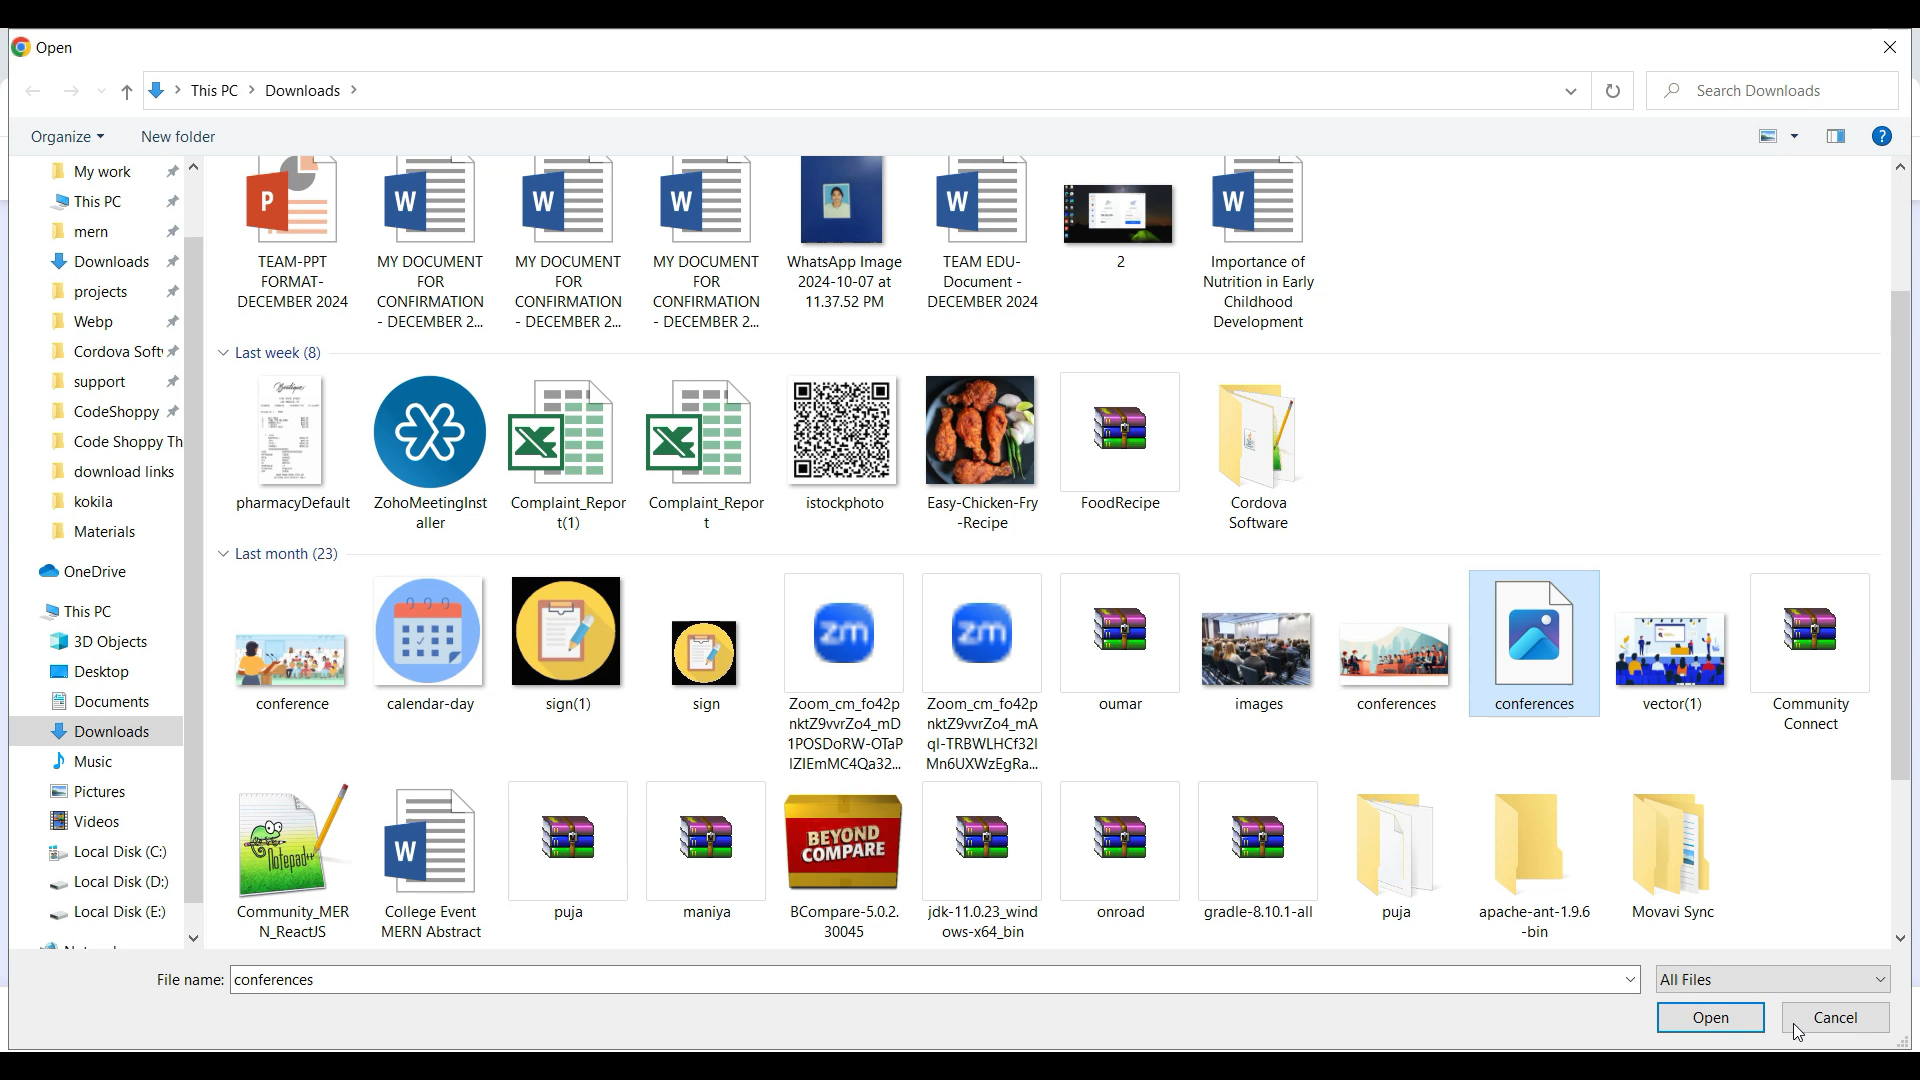 Open
This PC
Downloads
Search Downloads
Organize
New folder
My work
This PC
mern
Downloads
projects
Webp
Cordova Soft
support
CodeShoppy
Code Shoppy Th
download links
kokila
Materials
OneDrive
This PC
3D Objects
Desktop
Documents
Downloads
Music
Pictures
Videos
Local Disk (C:)
Local Disk (D:)
Local Disk (E:)
TEAM-PPT
FORMAT-
DECEMBER 2024
MY DOCUMENT
FOR
CONFIRMATION
- DECEMBER 2...
MY DOCUMENT
FOR
CONFIRMATION
- DECEMBER 2...
MY DOCUMENT
FOR
CONFIRMATION
- DECEMBER 2...
WhatsApp Image
2024-10-07 at
11.37.52 PM
TEAM EDU-
Document -
DECEMBER 2024
2
Importance of
Nutrition in Early
Childhood
Development
Last week (8)
pharmacyDefault
ZohoMeetingInst
aller
Complaint_Repor
t(1)
Complaint_Repor
t
istockphoto
Easy-Chicken-Fry
-Recipe
FoodRecipe
Cordova
Software
Last month (23)
conference
calendar-day
sign(1)
sign
zm
Zoom_cm_fo42p
nktZ9vvrZo4_mD
1POSDoRW-OTaP
IZIEmMC4Qa32...
zm
Zoom_cm_fo42p
nktZ9vvrZo4_mA
qI-TRBWLHCf32I
Mn6UXWzEgRa...
oumar
images
conferences
conferences
vector(1)
Community
Connect
Notepad++
Community_MER
N_ReactJS
College Event
MERN Abstract
puja
maniya
BEYOND
COMPARE
BCompare-5.0.2.
30045
jdk-11.0.23_wind
ows-x64_bin
onroad
gradle-8.10.1-all
puja
apache-ant-1.9.6
-bin
Movavi Sync
File name:
conferences
All Files
Open
Cancel